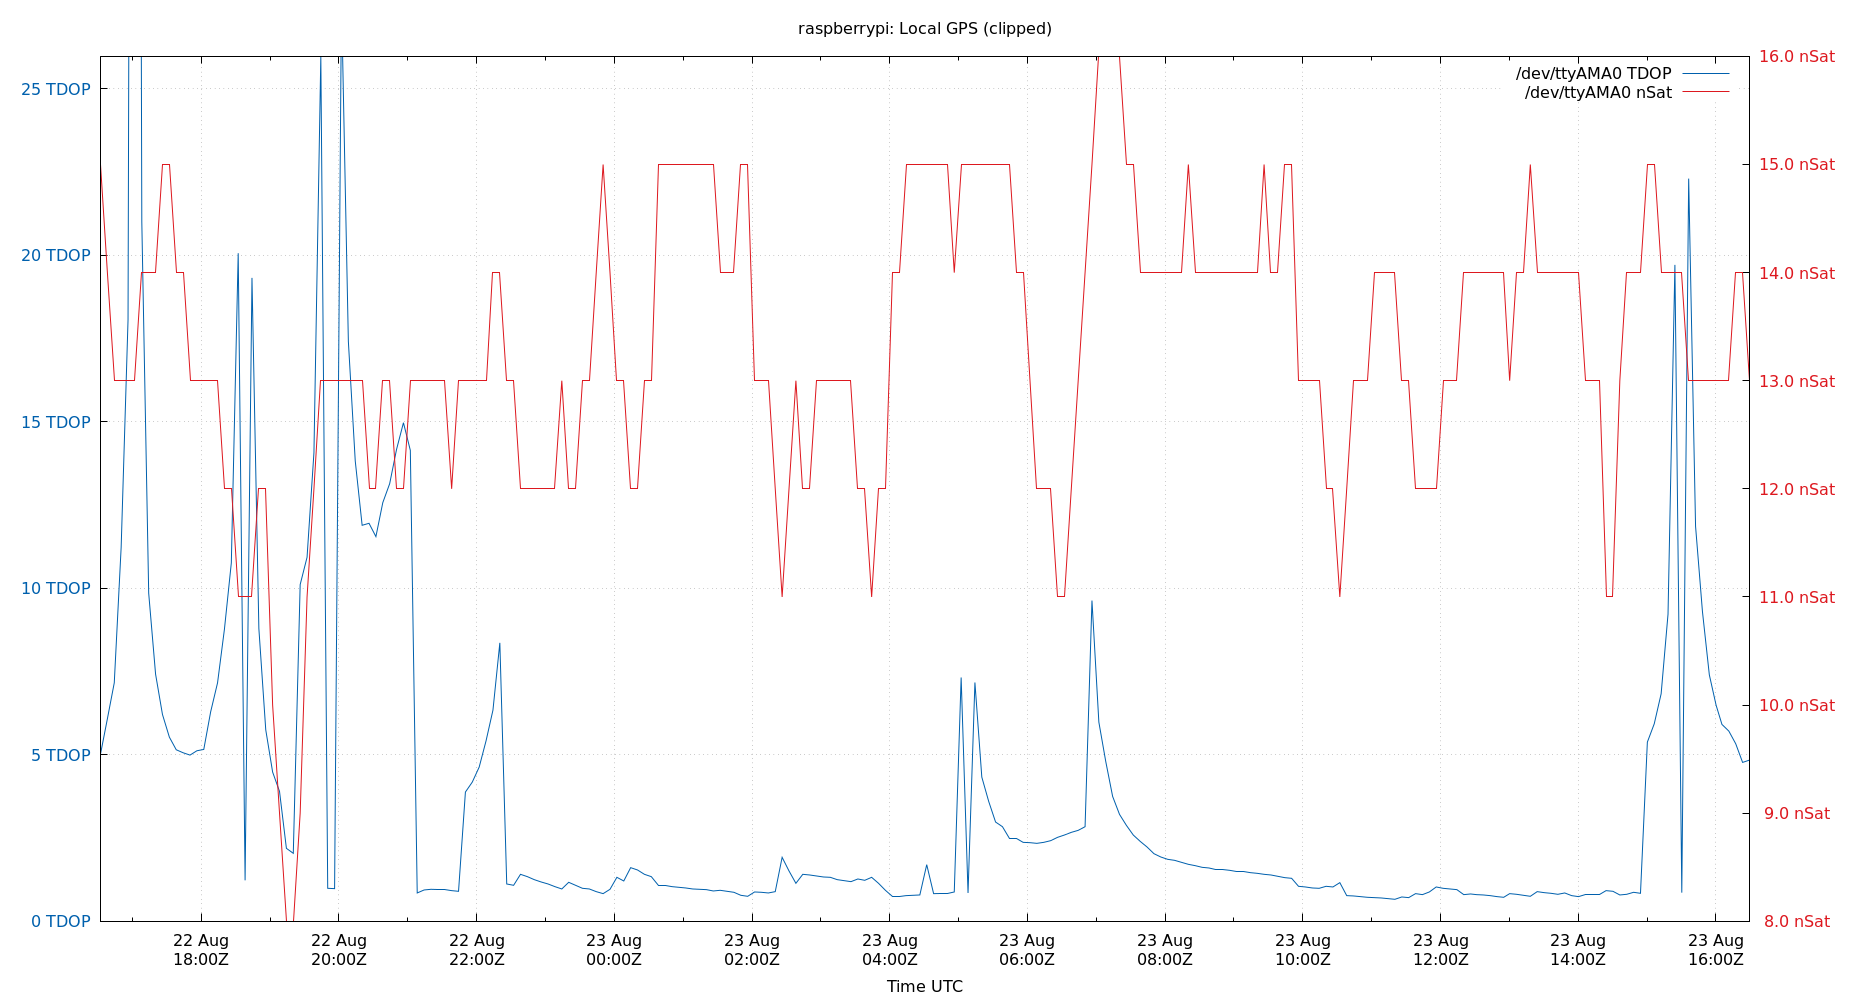 raspberrypi: Local GPS (clipped)
/dev/ttyAMA0 TDOP
/dev/ttyAMA0 nSat
25 TDOP
20 TDOP
15 TDOP
10 TDOP
5 TDOP
0 TDOP
16.0 nSat
15.0 nSat
14.0 nSat
13.0 nSat
12.0 nSat
11.0 nSat
10.0 nSat
9.0 nSat
8.0 nSat
22 Aug
18:00Z
22 Aug
20:00Z
22 Aug
22:00Z
23 Aug
00:00Z
23 Aug
02:00Z
23 Aug
04:00Z
23 Aug
06:00Z
23 Aug
08:00Z
23 Aug
10:00Z
23 Aug
12:00Z
23 Aug
14:00Z
23 Aug
16:00Z
Time UTC